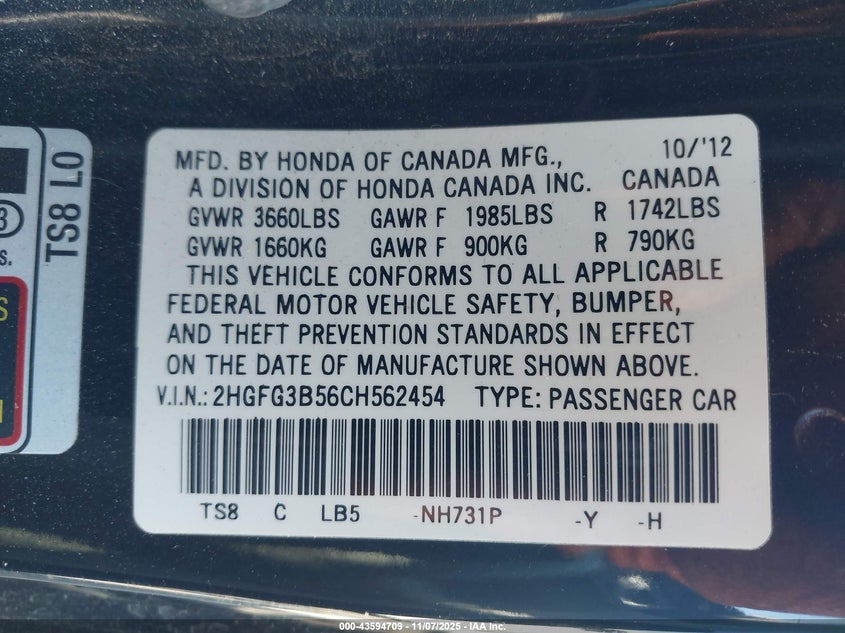 MFD. BY HONDA OF CANADA MFG., 10/'12
A DIVISION OF HONDA CANADA INC. CANADA
GVWR 3660LBS GAWR F 1985LBS R 1742LBS
GVWR 1660KG GAWR F 900KG R 790KG
THIS VEHICLE CONFORMS TO ALL APPLICABLE
FEDERAL MOTOR VEHICLE SAFETY, BUMPER,
AND THEFT PREVENTION STANDARDS IN EFFECT
ON THE DATE OF MANUFACTURE SHOWN ABOVE.
V.I.N.: 2HGFG3B56CH562454 TYPE: PASSENGER CAR
TS8 C LB5 -NH731P -Y -H
TS8 L0
3
s.
S
000-43594709 - 11/07/2025 - IAA Inc.